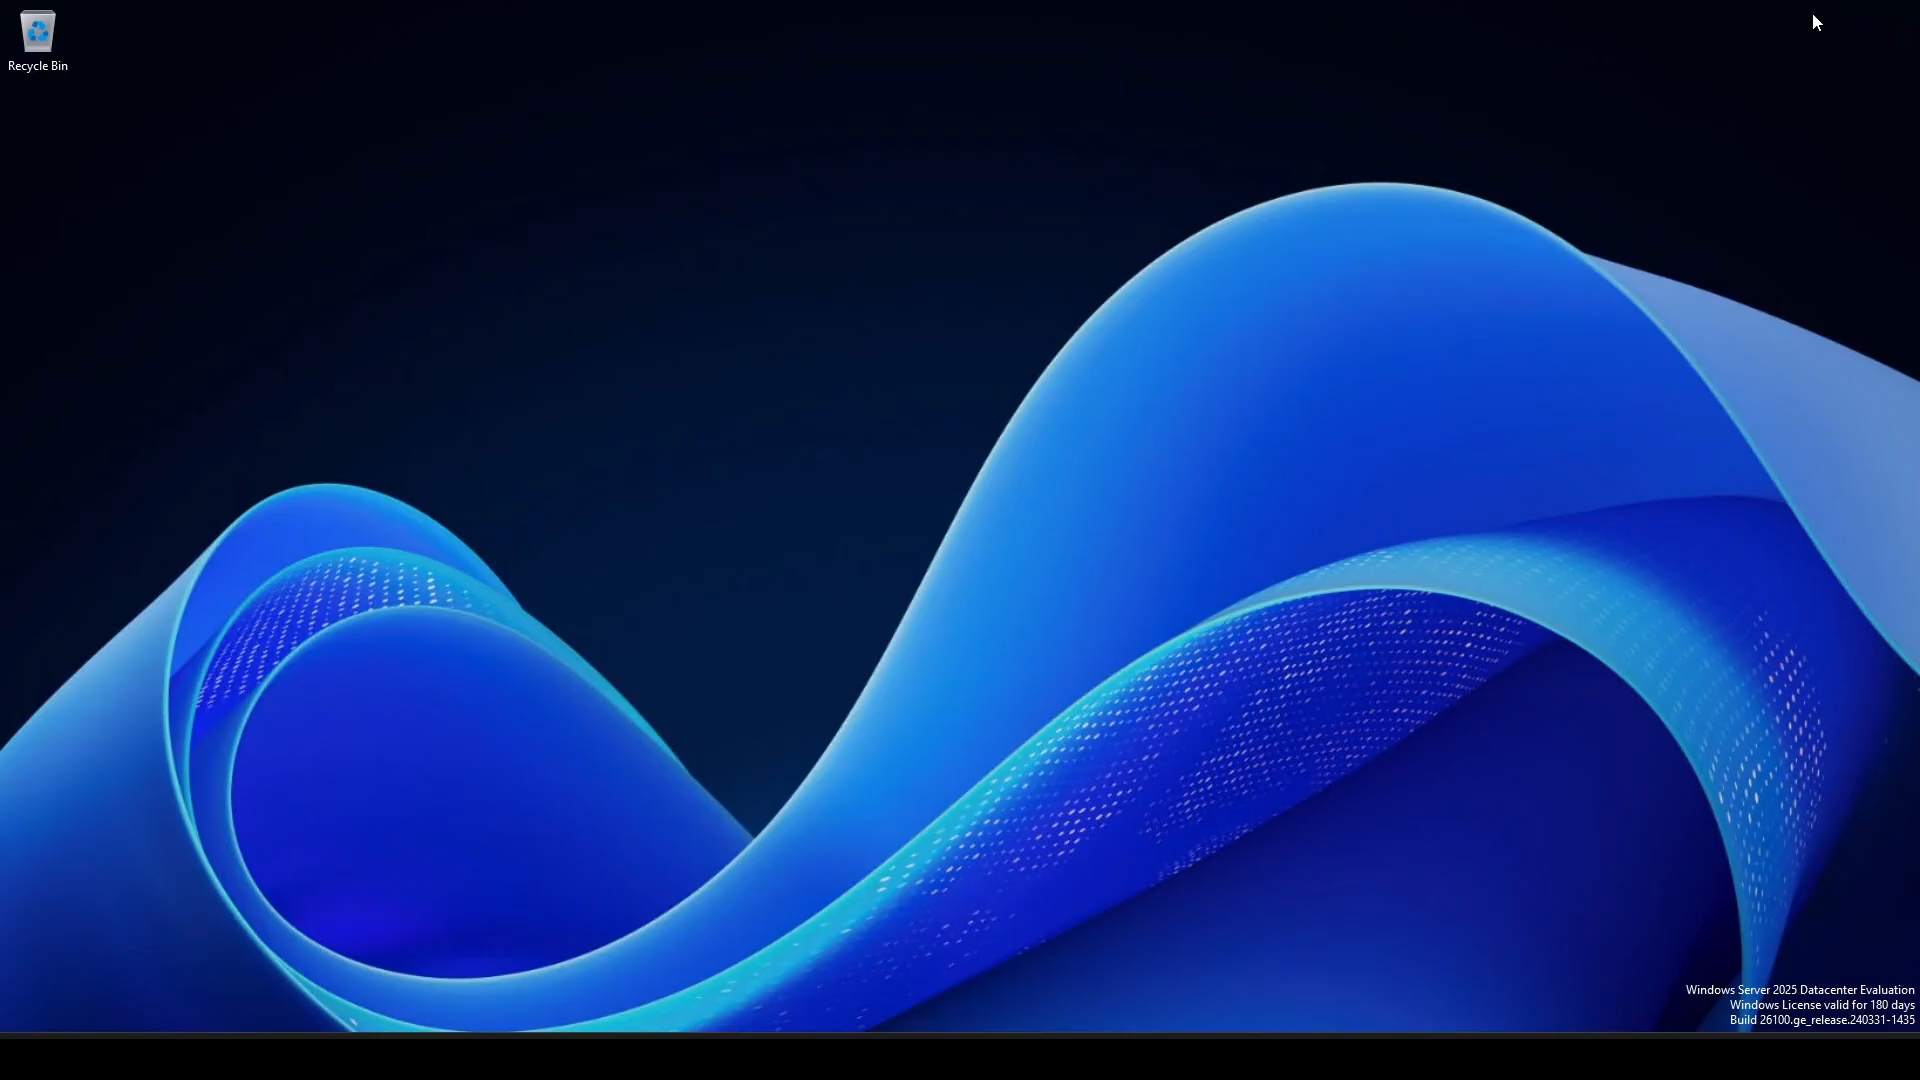 Recycle Bin
Windows Server 2025 Datacenter Evaluation
Windows License valid for 180 days
Build 26100.ge_release.240331-1435